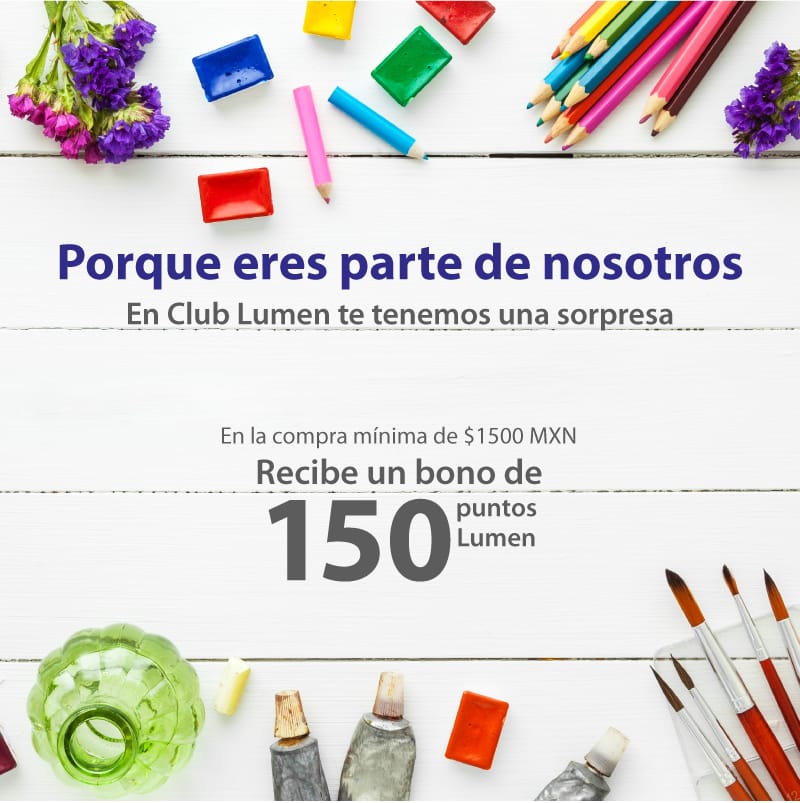 Porque eres parte de nosotros
En Club Lumen te tenemos una sorpresa
En la compra mínima de $1500 MXN
Recibe un bono de
150 puntos
Lumen